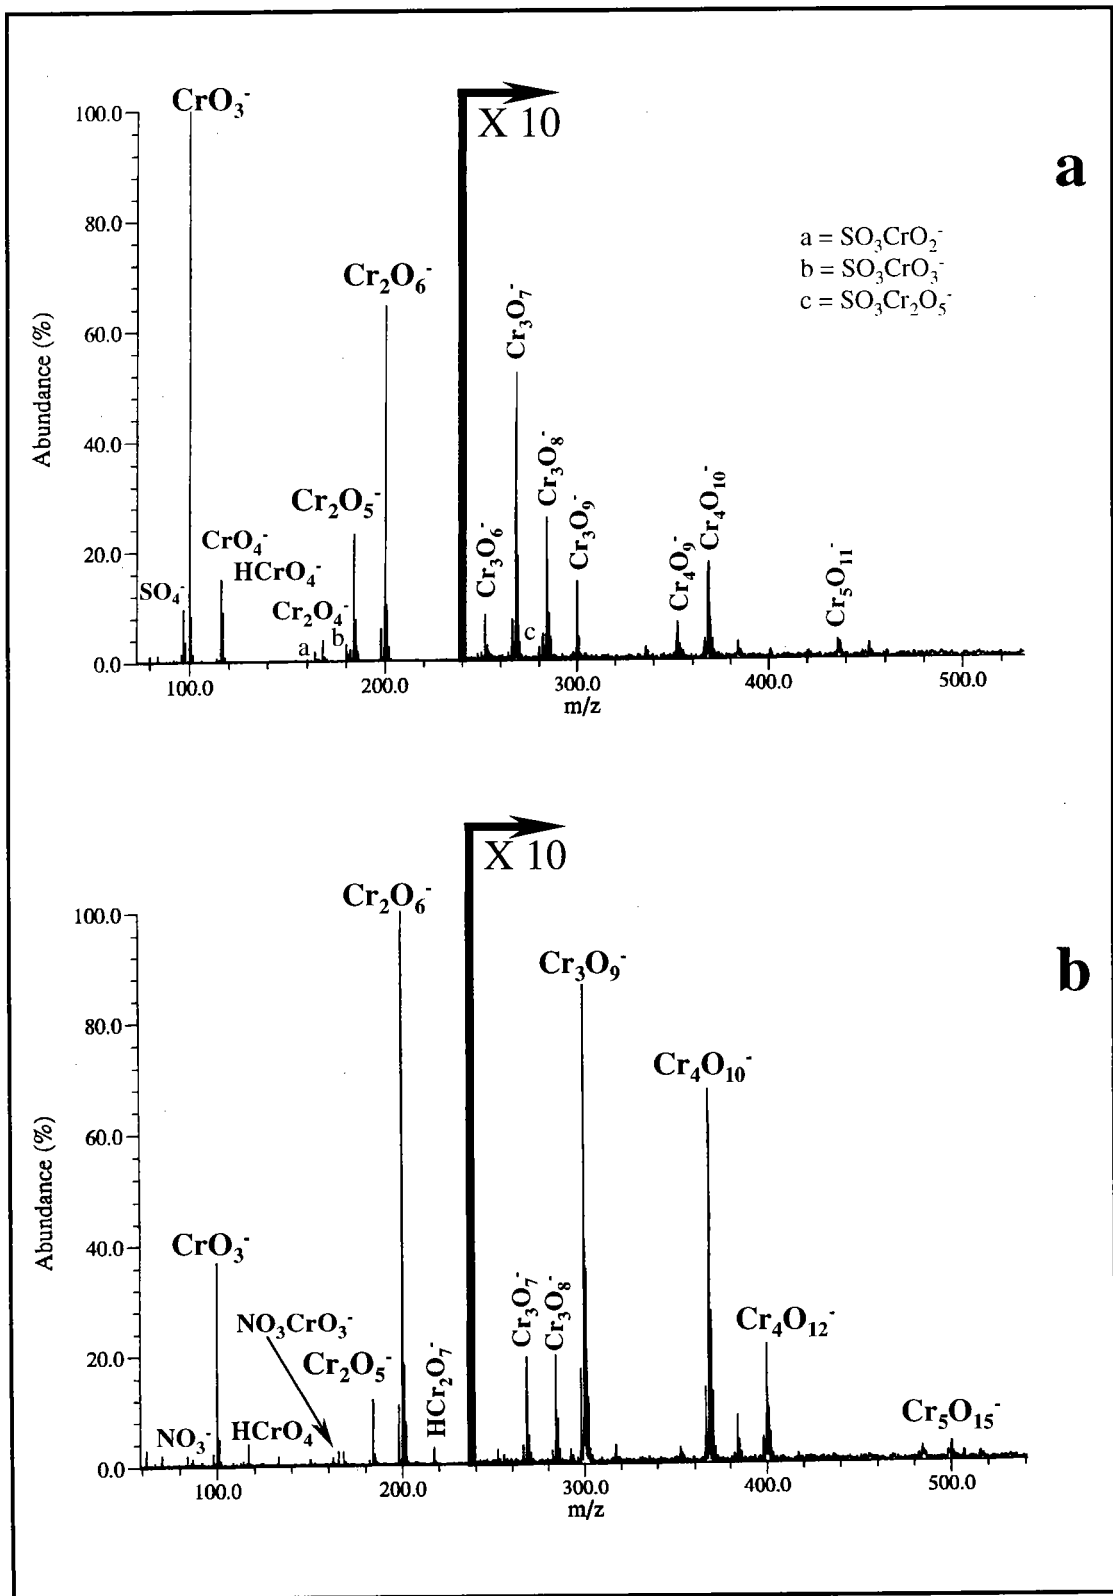 CrO₃⁻
X 10
a
100.0
80.0
60.0
40.0
20.0
0.0
Abundance (%)
a = SO₃CrO₂⁻
b = SO₃CrO₃⁻
c = SO₃Cr₂O₅⁻
Cr₂O₆⁻
Cr₃O₇⁻
Cr₃O₈⁻
Cr₂O₅⁻
Cr₃O₉⁻
Cr₄O₁₀⁻
CrO₄⁻
HCrO₄⁻
Cr₃O₆⁻
Cr₄O₉⁻
Cr₅O₁₁⁻
SO₄⁻
Cr₂O₄⁻
a
b
c
100.0
200.0
300.0
400.0
500.0
m/z
X 10
b
Cr₂O₆⁻
100.0
80.0
60.0
40.0
20.0
0.0
Abundance (%)
Cr₃O₉⁻
Cr₄O₁₀⁻
CrO₃⁻
NO₃CrO₃⁻
Cr₂O₅⁻
Cr₃O₇⁻
Cr₃O₈⁻
Cr₄O₁₂⁻
NO₃⁻
HCrO₄⁻
HCr₂O₇⁻
Cr₅O₁₅⁻
100.0
200.0
300.0
400.0
500.0
m/z